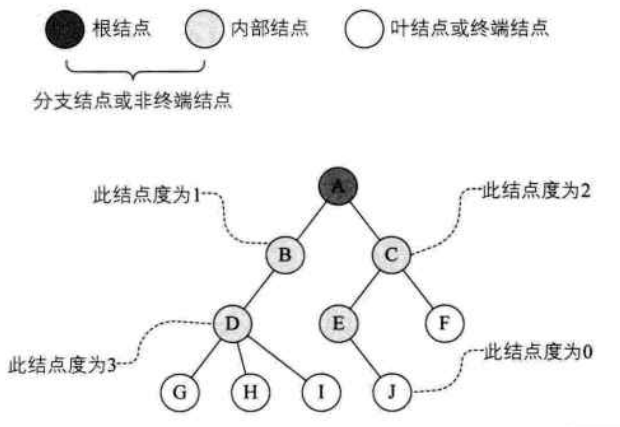 根结点 内部结点 叶结点或终端结点
分支结点或非终端结点
A
此结点度为1 此结点度为2
B C
D E F
此结点度为3 此结点度为0
G H I J